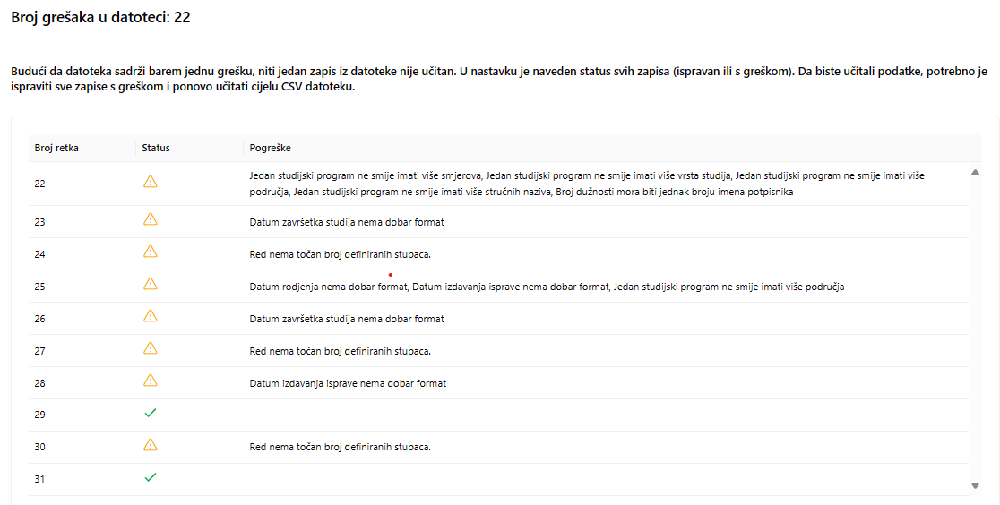 Broj grešaka u datoteci: 22
Budući da datoteka sadrži barem jednu grešku, niti jedan zapis iz datoteke nije učitan. U nastavku je naveden status svih zapisa (ispravan ili s greškom). Da biste učitali podatke, potrebno je
ispraviti sve zapise s greškom i ponovo učitati cijelu CSV datoteku.
Broj retka Status Pogreške
22 Jedan studijski program ne smije imati više smjerova, Jedan studijski program ne smije imati više vrsta studija, Jedan studijski program ne smije imati više
područja, Jedan studijski program ne smije imati više stručnih naziva, Broj dužnosti mora biti jednak broju imena potpisnika
23 Datum završetka studija nema dobar format
24 Red nema točan broj definiranih stupaca.
25 Datum rodjenja nema dobar format, Datum izdavanja isprave nema dobar format, Jedan studijski program ne smije imati više područja
26 Datum završetka studija nema dobar format
27 Red nema točan broj definiranih stupaca.
28 Datum izdavanja isprave nema dobar format
29
30 Red nema točan broj definiranih stupaca.
31